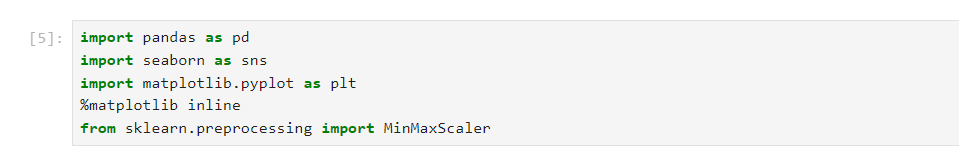 [5]: import pandas as pd
import seaborn as sns
import matplotlib.pyplot as plt
%matplotlib inline
from sklearn.preprocessing import MinMaxScaler